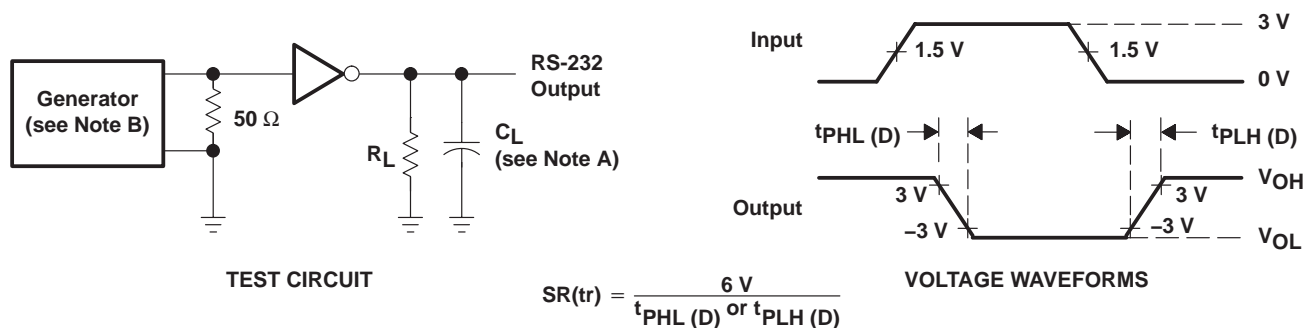 Generator
(see Note B)
50 Ω
RS-232
Output
RL
CL
(see Note A)
TEST CIRCUIT
Input
3 V
1.5 V
1.5 V
0 V
tPHL (D)
tPLH (D)
Output
VOH
3 V
3 V
–3 V
–3 V
VOL
VOLTAGE WAVEFORMS
SR(tr) = 6 V
tPHL (D) or tPLH (D)